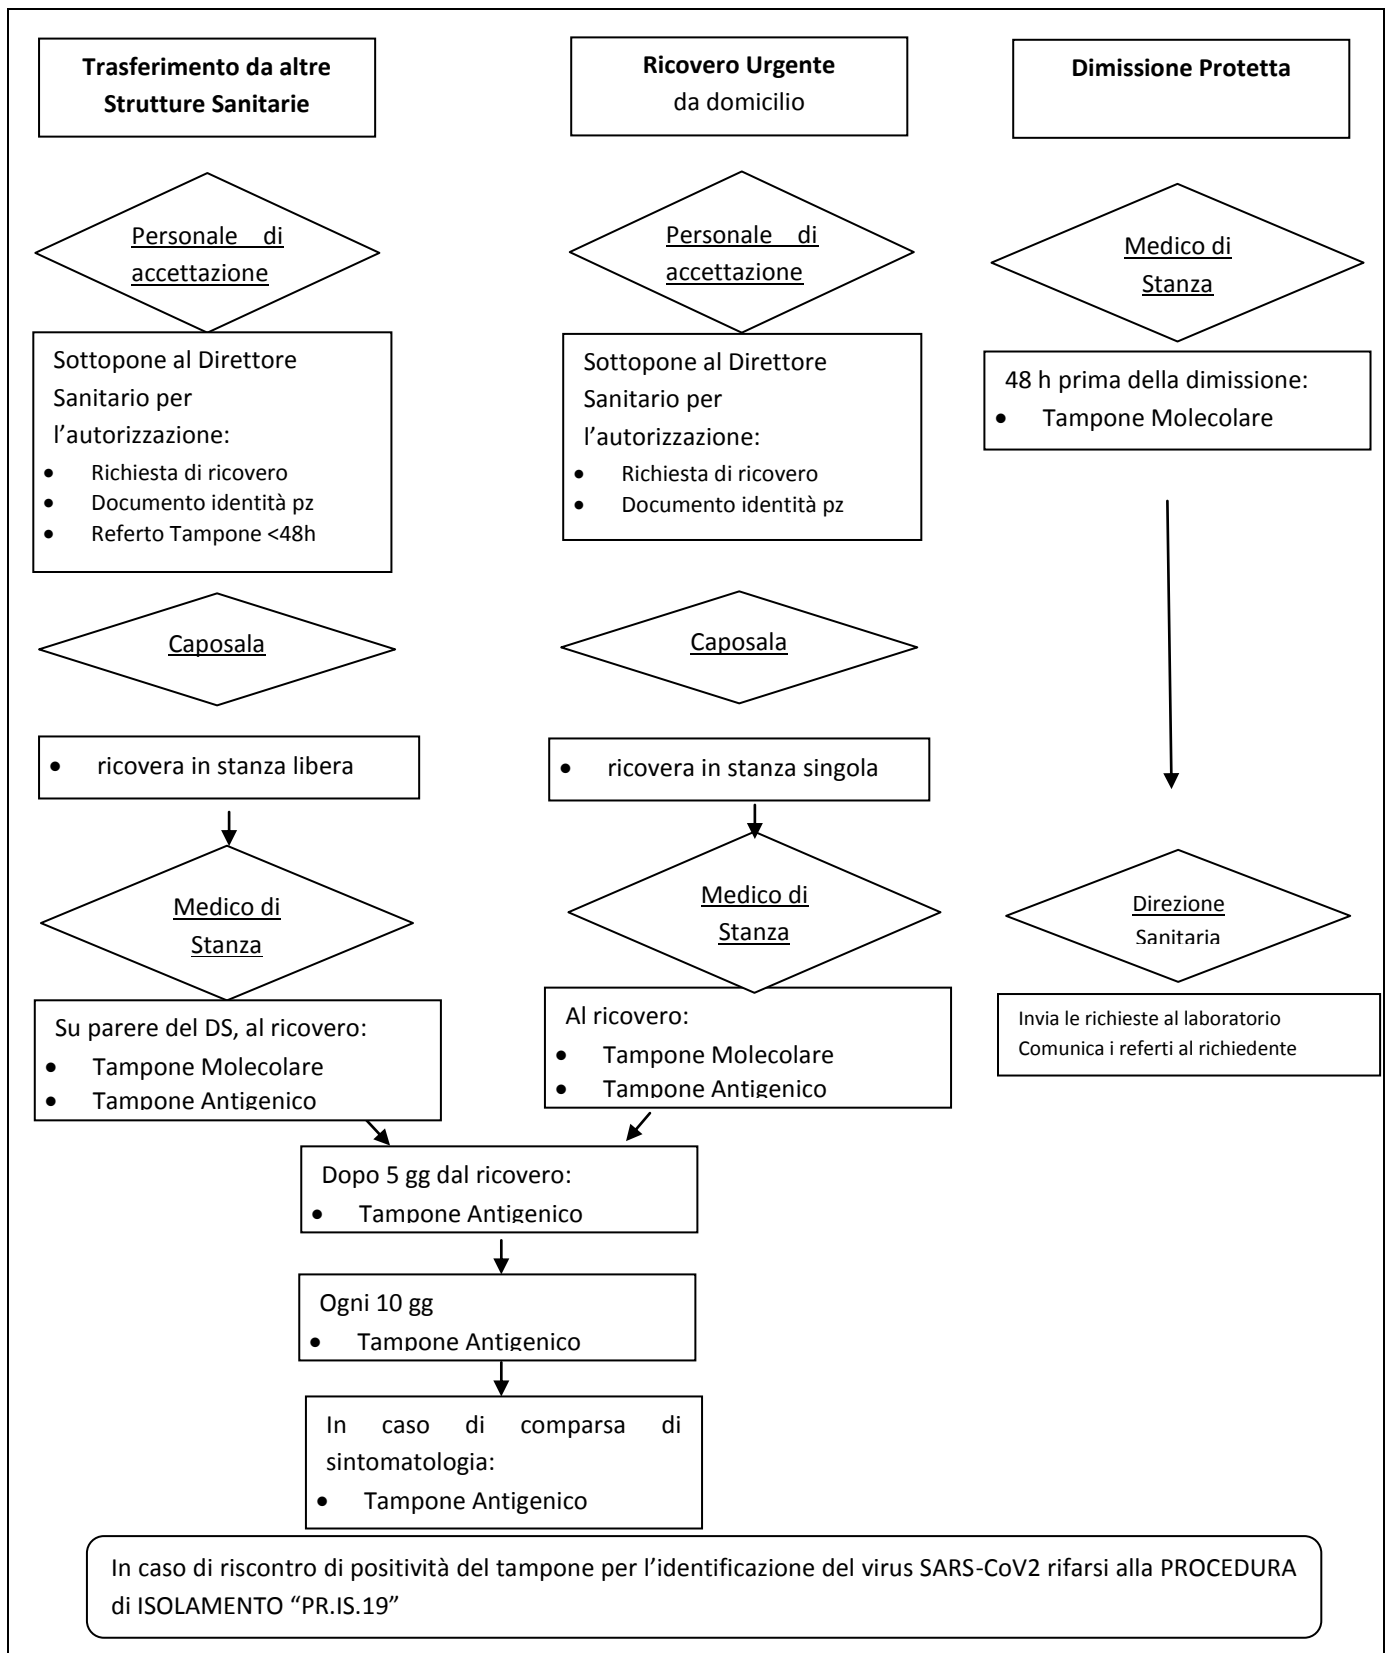 Trasferimento da altre
Strutture Sanitarie
Personale di
accettazione
Sottopone al Direttore
Sanitario per
l’autorizzazione:
• Richiesta di ricovero
• Documento identità pz
• Referto Tampone <48h
Caposala
• ricovera in stanza libera
Medico di
Stanza
Su parere del DS, al ricovero:
• Tampone Molecolare
• Tampone Antigenico
Ricovero Urgente
da domicilio
Personale di
accettazione
Sottopone al Direttore
Sanitario per
l’autorizzazione:
• Richiesta di ricovero
• Documento identità pz
Caposala
• ricovera in stanza singola
Medico di
Stanza
Al ricovero:
• Tampone Molecolare
• Tampone Antigenico
Dopo 5 gg dal ricovero:
• Tampone Antigenico
Ogni 10 gg
• Tampone Antigenico
In caso di comparsa di
sintomatologia:
• Tampone Antigenico
Dimissione Protetta
Medico di
Stanza
48 h prima della dimissione:
• Tampone Molecolare
Direzione
Sanitaria
Invia le richieste al laboratorio
Comunica i referti al richiedente
In caso di riscontro di positività del tampone per l’identificazione del virus SARS-CoV2 rifarsi alla PROCEDURA
di ISOLAMENTO “PR.IS.19”